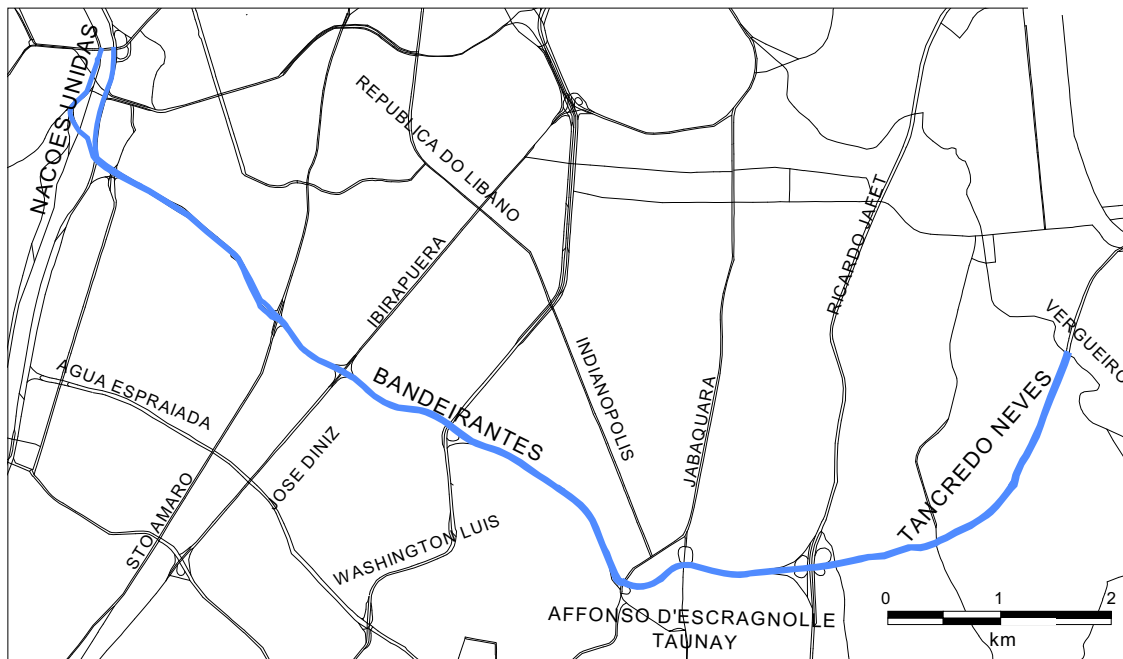 NACOES UNIDAS
REPUBLICA DO LIBANO
IBIRAPUERA
RICARDO JAFET
VERGUEIRO
AGUA ESPRAIADA
BANDEIRANTES
INDIANOPOLIS
JABAQUARA
TANCREDO NEVES
STO AMARO
OSE DINIZ
WASHINGTON LUIS
AFFONSO D'ESCRAGNOLLE
TAUNAY
0 1 2
km